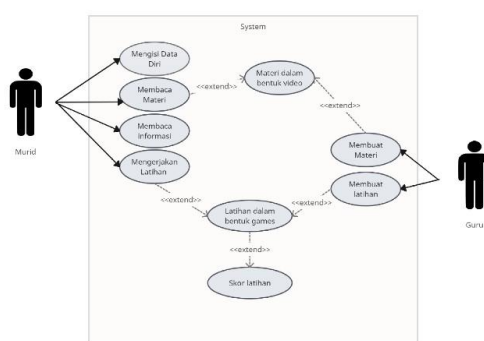 System
Mengisi Data
Diri
Membaca
Materi
<<extend>>
Materi dalam
bentuk video
<<extend>>
Membaca
Informasi
Murid
Mengerjakan
Latihan
Membuat
Materi
Membuat
latihan
Guru
<<extend>>
<<extend>>
Latihan dalam
bentuk games
<<extend>>
Skor latihan